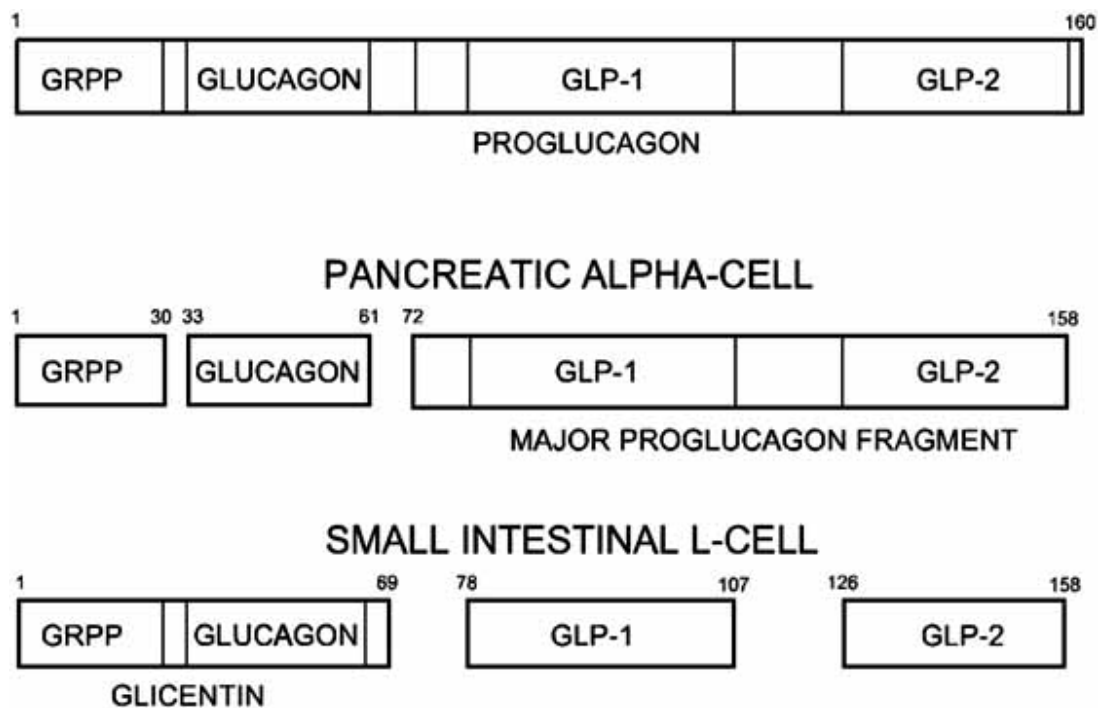 1 160
GRPP GLUCAGON GLP-1 GLP-2
PROGLUCAGON
PANCREATIC ALPHA-CELL
1 30 33 61 72 158
GRPP GLUCAGON GLP-1 GLP-2
MAJOR PROGLUCAGON FRAGMENT
SMALL INTESTINAL L-CELL
1 69 78 107 126 158
GRPP GLUCAGON GLP-1 GLP-2
GLICENTIN